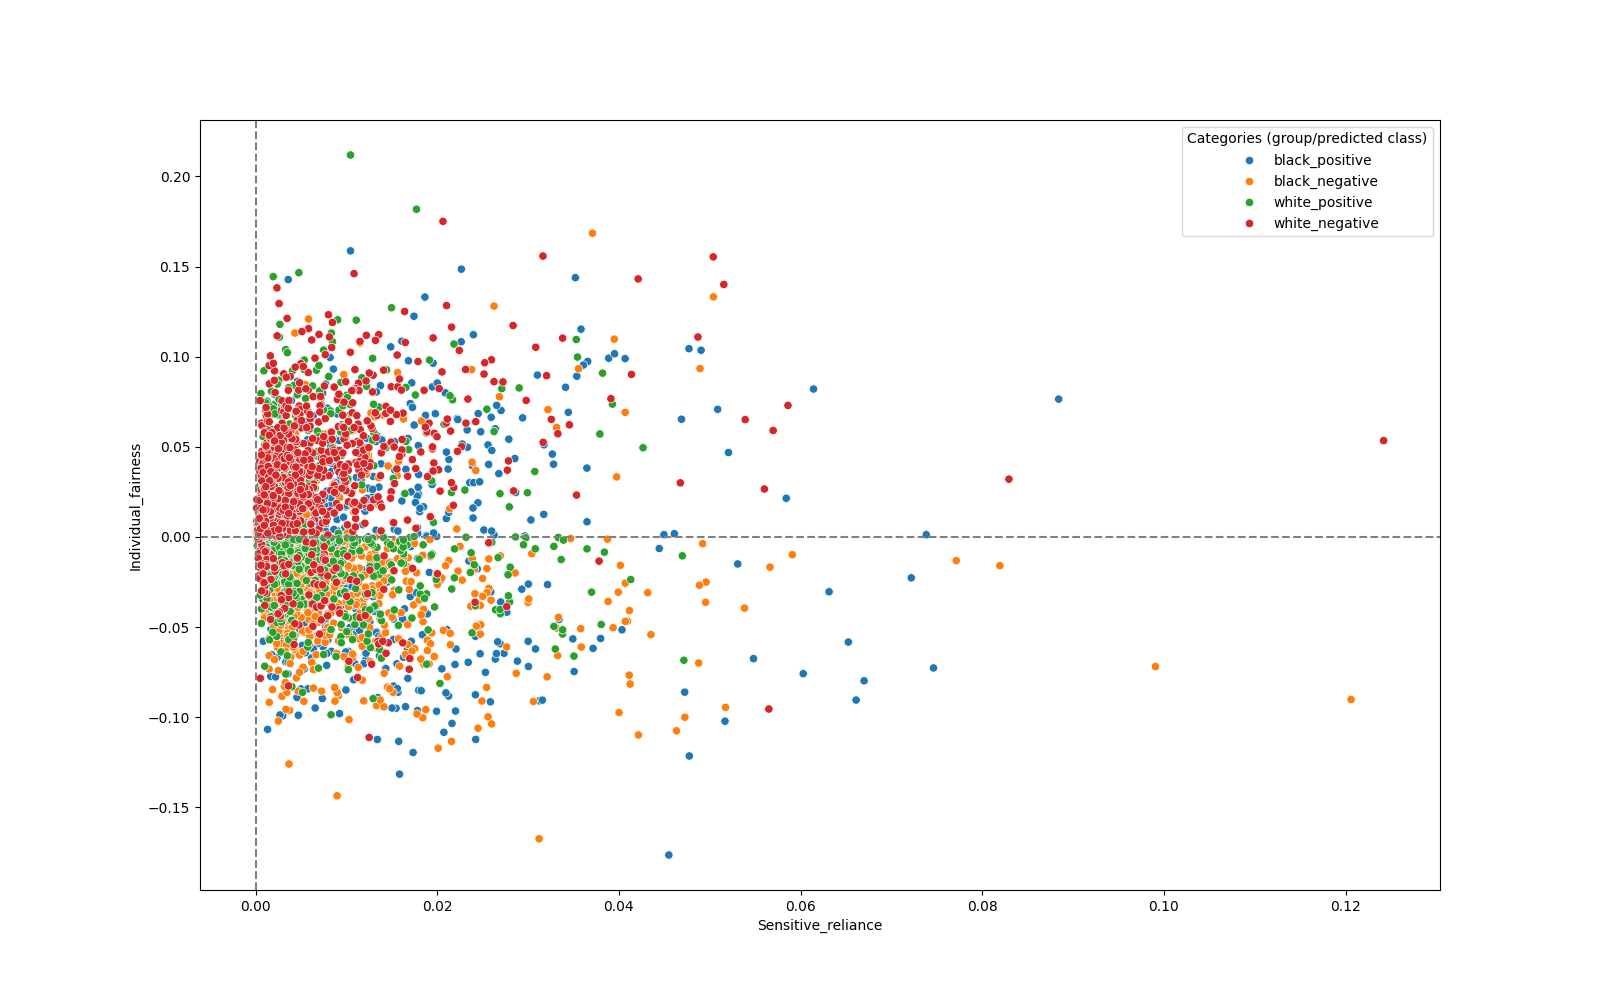 Categories (group/predicted class)
black_positive
black_negative
white_positive
white_negative
0.20
0.15
0.10
0.05
0.00
−0.05
−0.10
−0.15
Individual_fairness
0.00 0.02 0.04 0.06 0.08 0.10 0.12
Sensitive_reliance